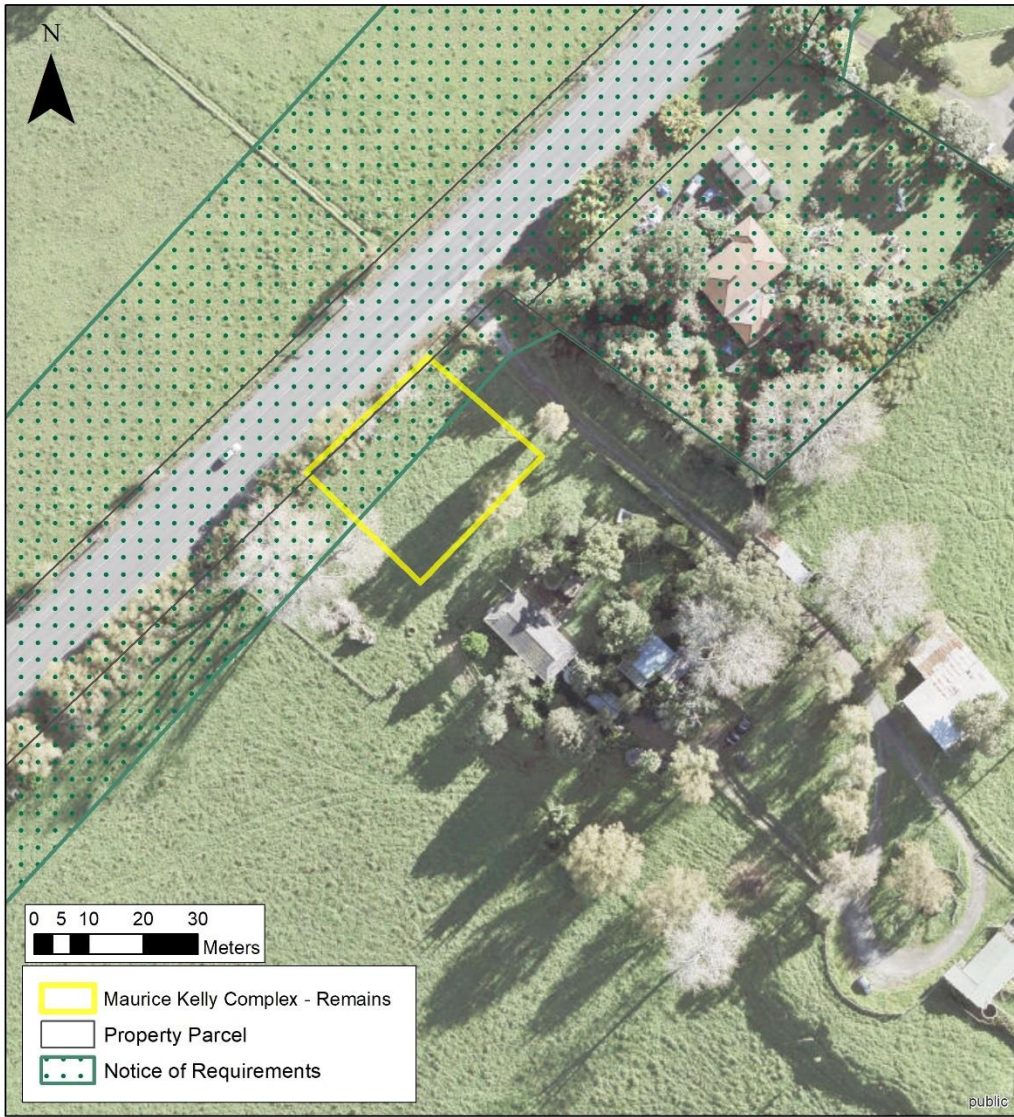 N
0 5 10 20 30
Meters
Maurice Kelly Complex - Remains
Property Parcel
Notice of Requirements
public